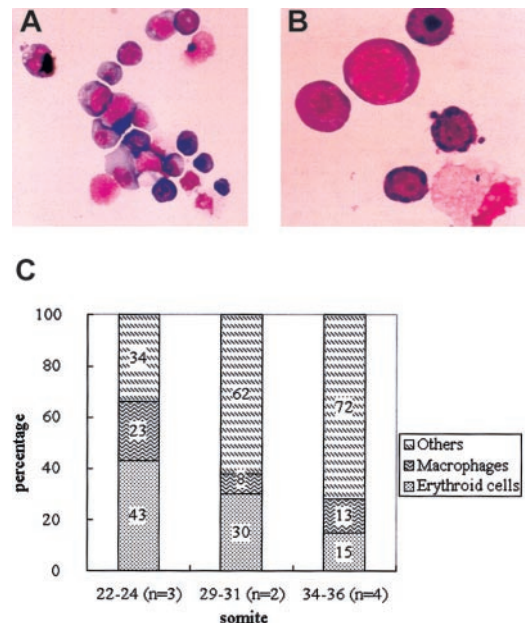 A
B
C
100
80
60
40
20
0
percentage
34
23
43
62
8
30
72
13
15
Others
Macrophages
Erythroid cells
22-24 (n=3) 29-31 (n=2) 34-36 (n=4)
somite